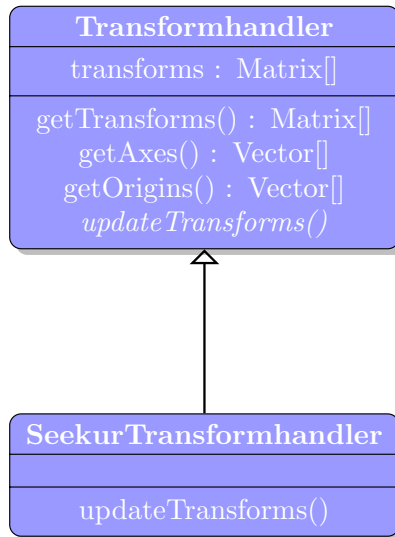 Transformhandler
transforms : Matrix[]
getTransforms() : Matrix[]
getAxes() : Vector[]
getOrigins() : Vector[]
updateTransforms()
SeekurTransformhandler
updateTransforms()